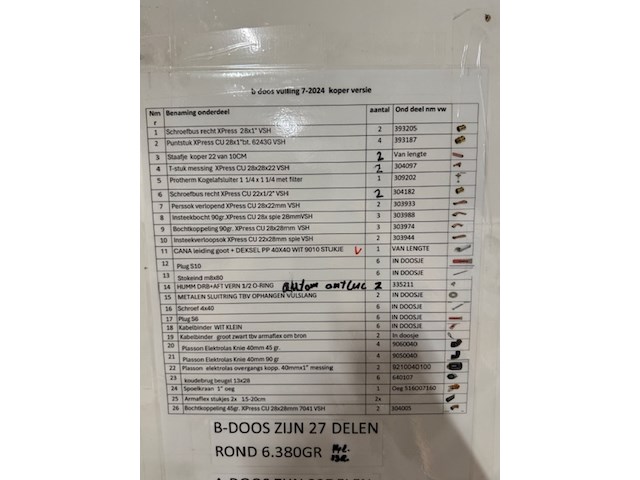 b doos vulling 7-2024 koper versie
Nm r Benaming onderdeel aantal Ond deel nm vw
1 Schroefbus recht XPress 28x1" VSH 2 393205
2 Puntstuk XPress CU 28x1"bt. 6243G VSH 4 393187
3 Staafje koper 22 van 10CM 2 Van lengte
4 T-stuk messing XPress CU 28x28x22 VSH 2 304097
5 Protherm Kogelafsluiter 1 1/4 x 1 1/4 met filter 1 309202
6 Schroefbus recht XPress CU 22x1/2" VSH 2 304182
7 Perssok verlopend XPress CU 28x22mm VSH 2 303933
8 Insteekbocht 90gr.XPress CU 28x spie 28mmVSH 3 303988
9 Bochtkoppeling 90gr. XPress CU 28x28mm VSH 3 303974
10 Insteekverloopsok XPress CU 22x28mm spie VSH 2 303944
11 CANA leiding goot + DEKSEL PP 40X40 WIT 9010 STUKJE V 1 VAN LENGTE
12 Plug S10 6 IN DOOSJE
13 Stokeind m8x80 6 IN DOOSJE
14 HUMM DRB+AFT VERN 1/2 O-RING 2 335211
15 METALEN SLUITRING TBV OPHANGEN VULSLANG 2 IN DOOSJE
16 Schroef 4x40 6 IN DOOSJE
17 Plug S6 6 IN DOOSJE
18 Kabelbinder WIT KLEIN 6 IN DOOSJE
19 Kabelbinder groot zwart tbv armaflex om bron 2 In doosje
20 Plasson Elektrolas Knie 40mm 45 gr. 4 9060040
21 Plasson Elektrolas Knie 40mm 90 gr 4 9050040
22 Plasson elektrolas overgangs kopp. 40mmx1" messing 2 9210040100
23 koudebrug beugel 13x28 6 640107
24 Spoelkraan 1" oeg 1 Oeg 516007160
25 Armaflex stukjes 2x 15-20cm 2x
26 Bochtkoppeling 45gr. XPress CU 28x28mm 7041 VSH 2 304005
B-DOOS ZIJN 27 DELEN
ROND 6.380GR